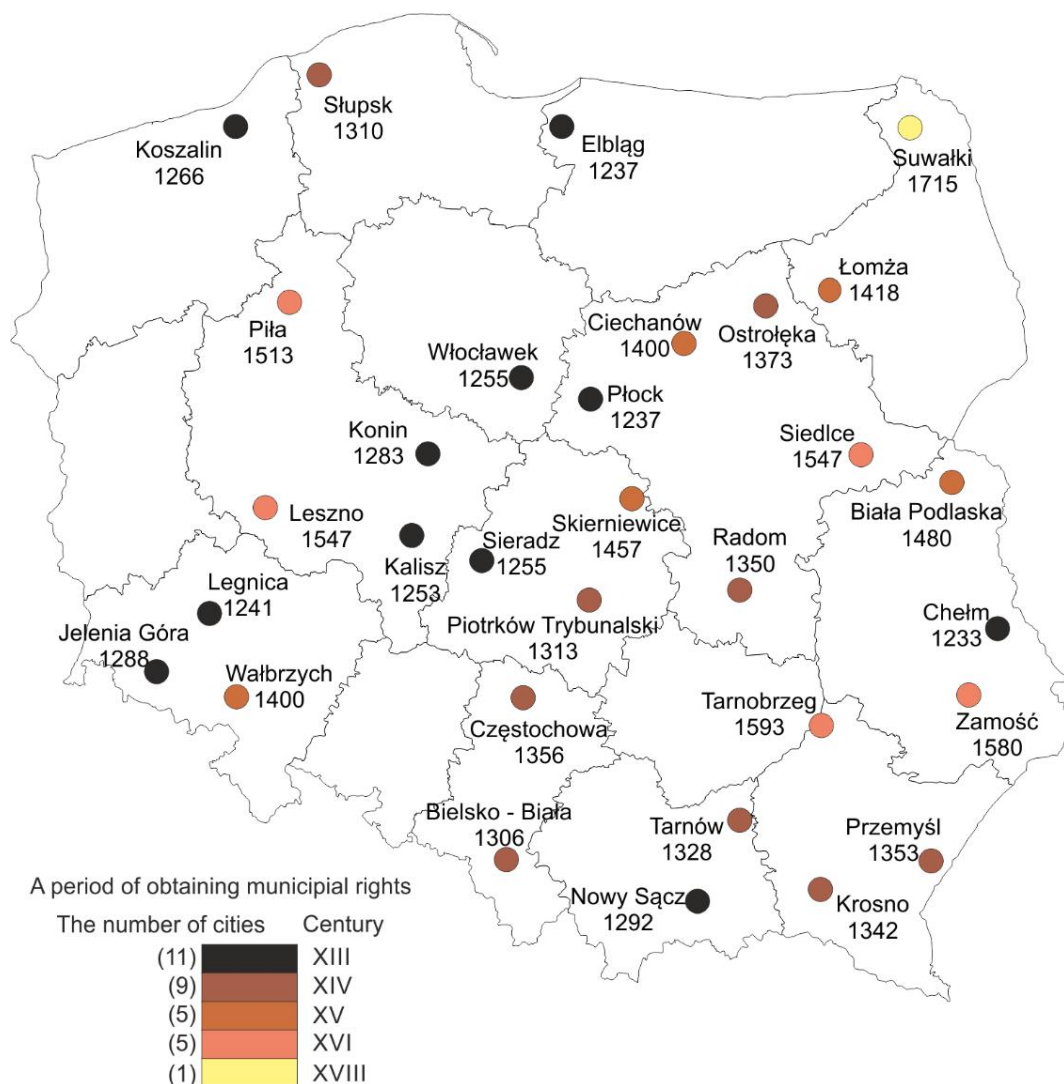 Słupsk
1310
Koszalin
1266
Elbląg
1237
Suwałki
1715
Łomża
1418
Piła
1513
Ciechanów
1400
Ostrołęka
1373
Włocławek
1255
Płock
1237
Konin
1283
Siedlce
1547
Leszno
1547
Kalisz
1253
Sieradz
1255
Skierniewice
1457
Radom
1350
Biała Podlaska
1480
Legnica
1241
Piotrków Trybunalski
1313
Chełm
1233
Jelenia Góra
1288
Wałbrzych
1400
Częstochowa
1356
Tarnobrzeg
1593
Zamość
1580
Bielsko - Biała
1306
Tarnów
1328
Przemyśl
1353
Nowy Sącz
1292
Krosno
1342
A period of obtaining municipial rights
The number of cities Century
(11) XIII
(9) XIV
(5) XV
(5) XVI
(1) XVIII